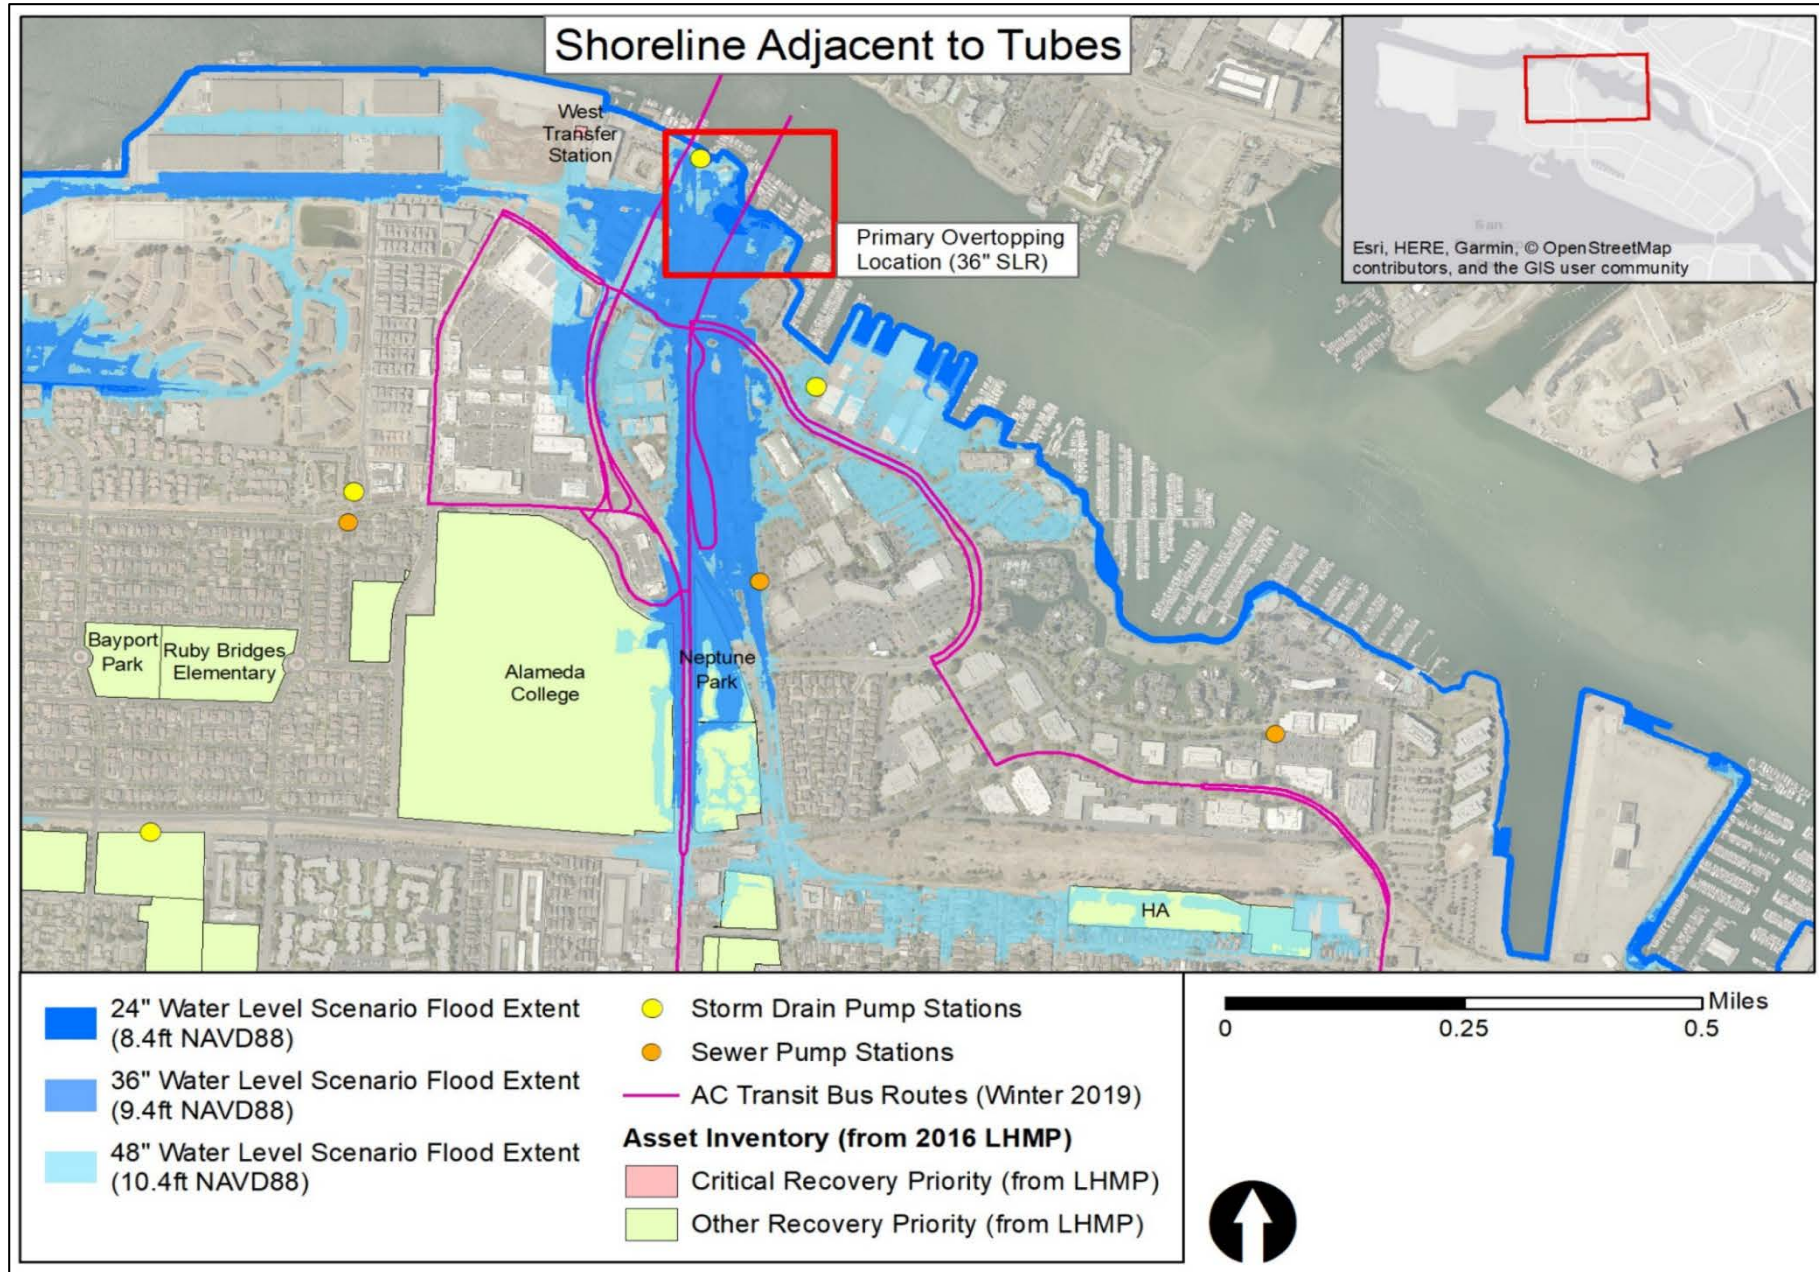 Shoreline Adjacent to Tubes
West
Transfer
Station
Primary Overtopping
Location (36" SLR)
Esri, HERE, Garmin, © OpenStreetMap
contributors, and the GIS user community
Bayport
Park
Ruby Bridges
Elementary
Alameda
College
Neptune
Park
HA
24" Water Level Scenario Flood Extent
(8.4ft NAVD88)
36" Water Level Scenario Flood Extent
(9.4ft NAVD88)
48" Water Level Scenario Flood Extent
(10.4ft NAVD88)
Storm Drain Pump Stations
Sewer Pump Stations
AC Transit Bus Routes (Winter 2019)
Asset Inventory (from 2016 LHMP)
Critical Recovery Priority (from LHMP)
Other Recovery Priority (from LHMP)
Miles
0 0.25 0.5